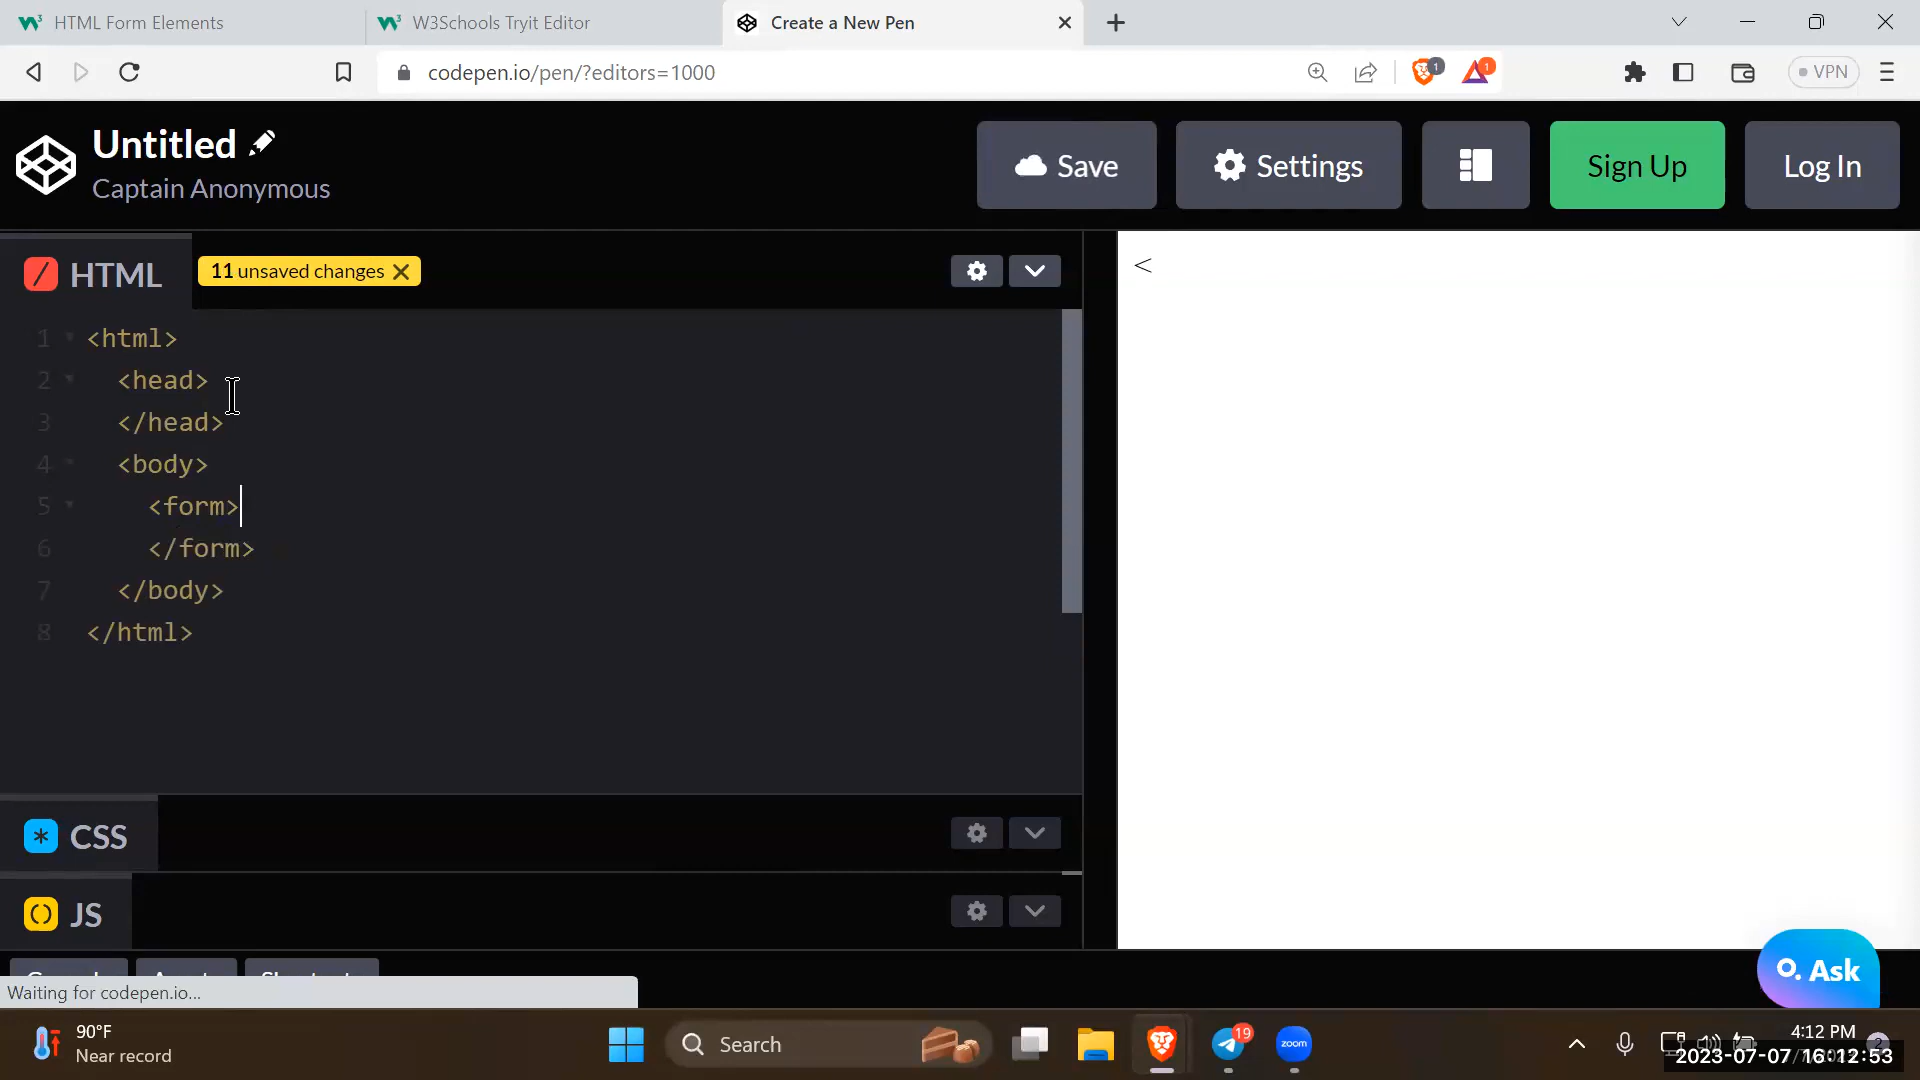 HTML Form Elements
W3Schools Tryit Editor
Create a New Pen
codepen.io/pen/?editors=1000
1
1
VPN
Untitled
Captain Anonymous
Save
Settings
Sign Up
Log In
HTML
11 unsaved changes
<
1 <html>
2 <head>
3 </head>
4 <body>
5 <form>
6 </form>
7 </body>
8 </html>
CSS
JS
Ask
Waiting for codepen.io...
90°F
Near record
Search
19
zoom
4:12 PM
2023-07-07 16:12:53
2